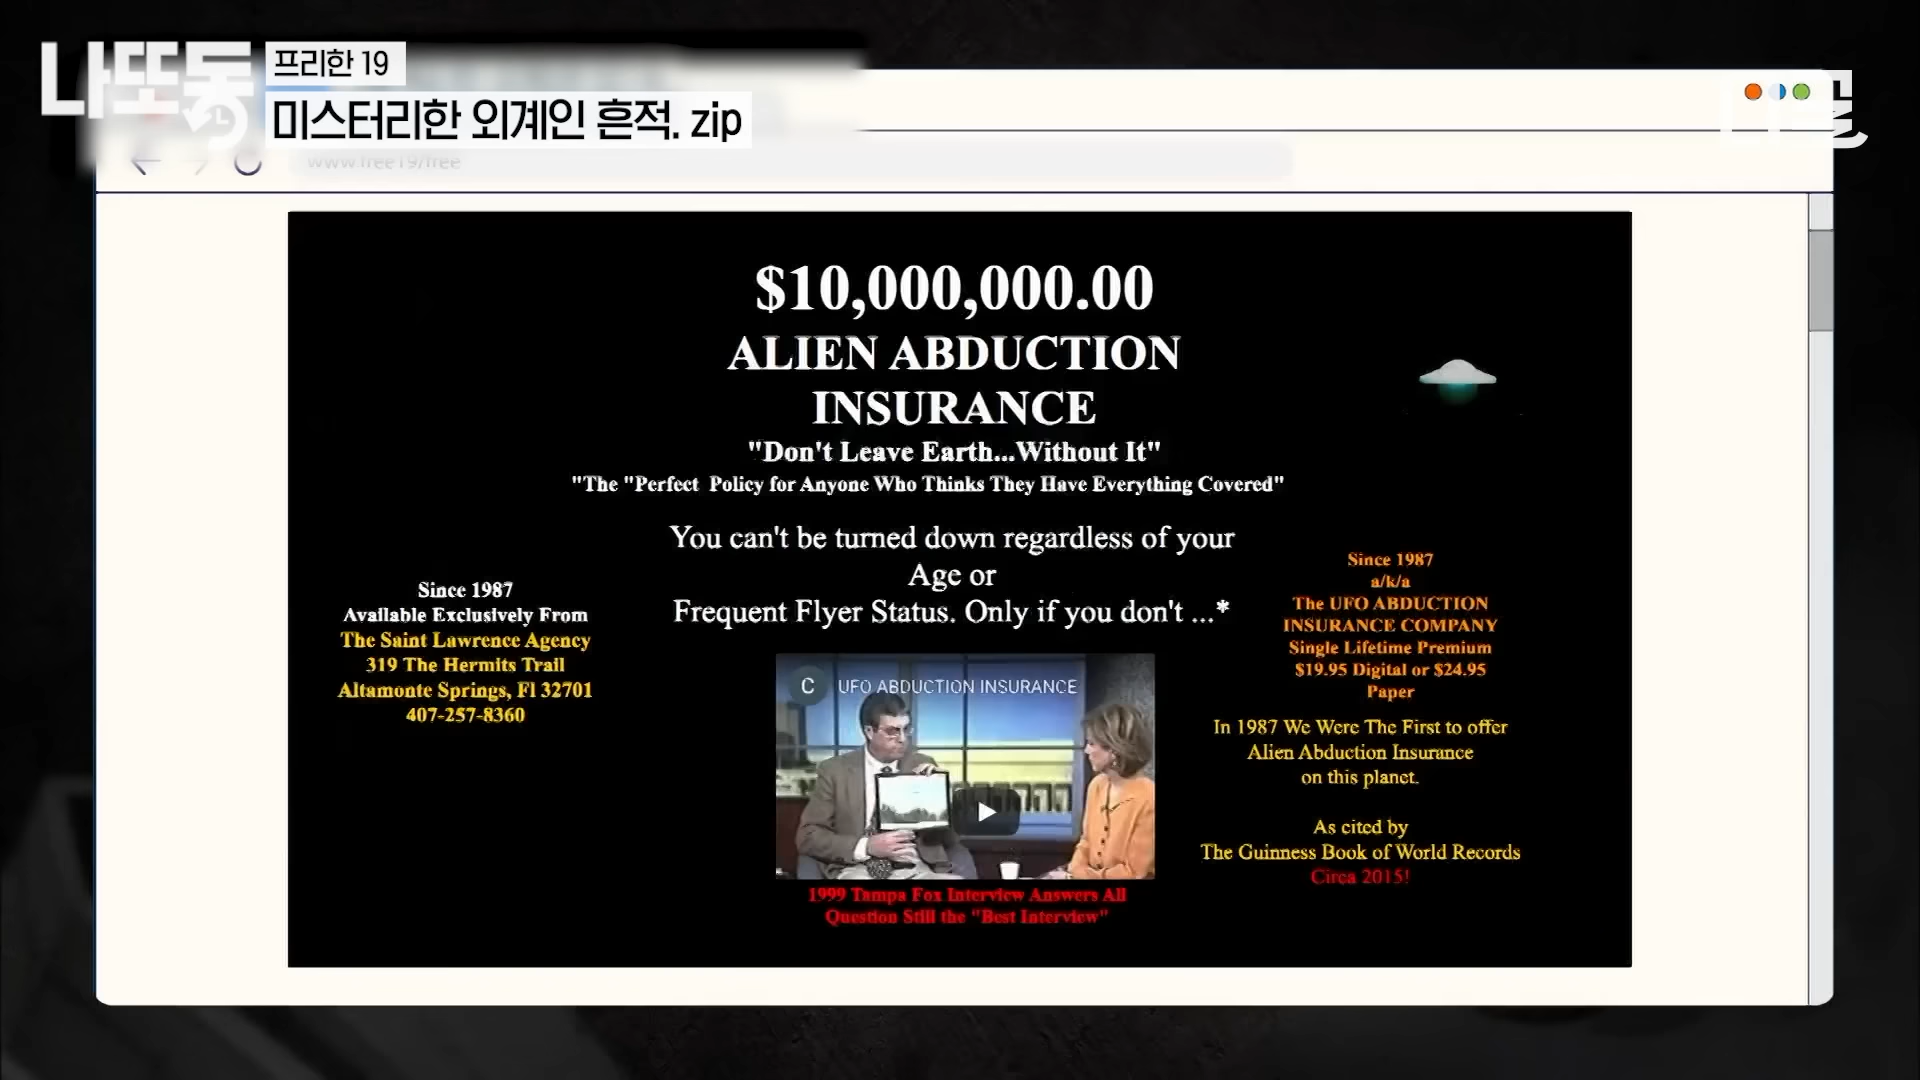 나또동
프리한 19
미스터리한 외계인 흔적. zip
www.free19/free
$10,000,000.00
ALIEN ABDUCTION
INSURANCE
"Don't Leave Earth...Without It"
"The "Perfect Policy for Anyone Who Thinks They Have Everything Covered"
You can't be turned down regardless of your
Age or
Frequent Flyer Status. Only if you don't ...*
Since 1987
Available Exclusively From
The Saint Lawrence Agency
319 The Hermits Trail
Altamonte Springs, Fl 32701
407-257-8360
C UFO ABDUCTION INSURANCE
1999 Tampa Fox Interview Answers All
Question Still the "Best Interview"
Since 1987
a/k/a
The UFO ABDUCTION
INSURANCE COMPANY
Single Lifetime Premium
$19.95 Digital or $24.95
Paper
In 1987 We Were The First to offer
Alien Abduction Insurance
on this planet.
As cited by
The Guinness Book of World Records
Circa 2015!